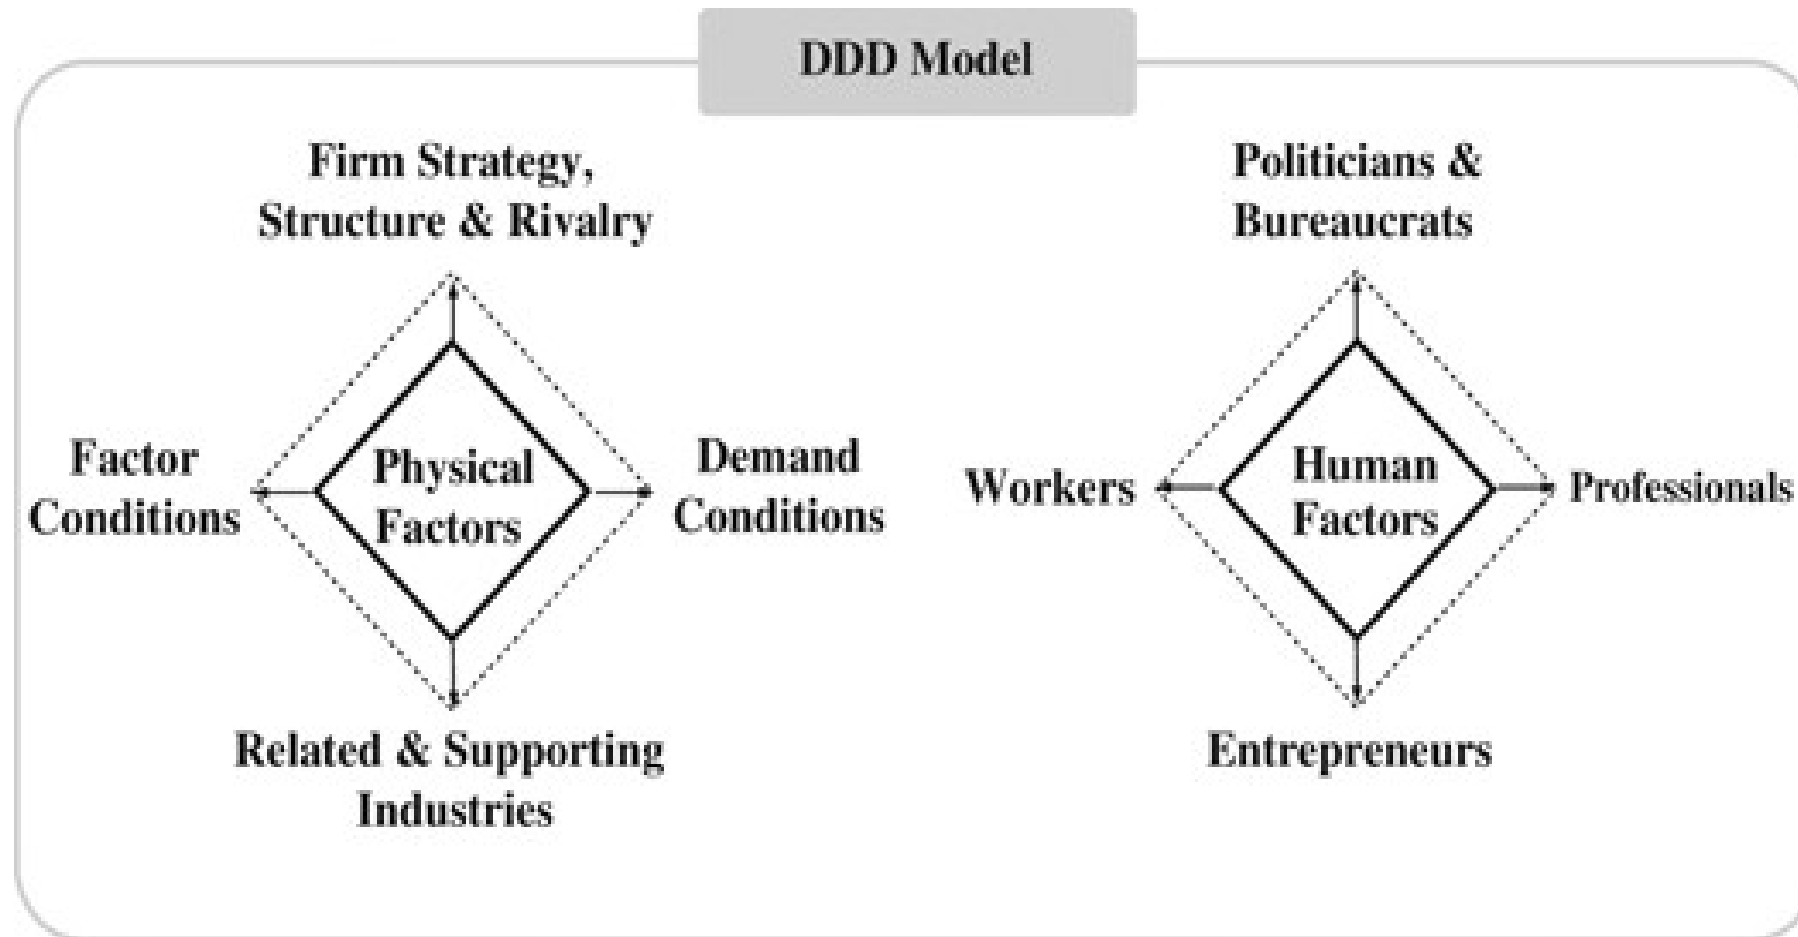 DDD Model
Firm Strategy,
Structure & Rivalry
Factor
Conditions
Physical
Factors
Demand
Conditions
Related & Supporting
Industries
Politicians &
Bureaucrats
Workers
Human
Factors
Professionals
Entrepreneurs